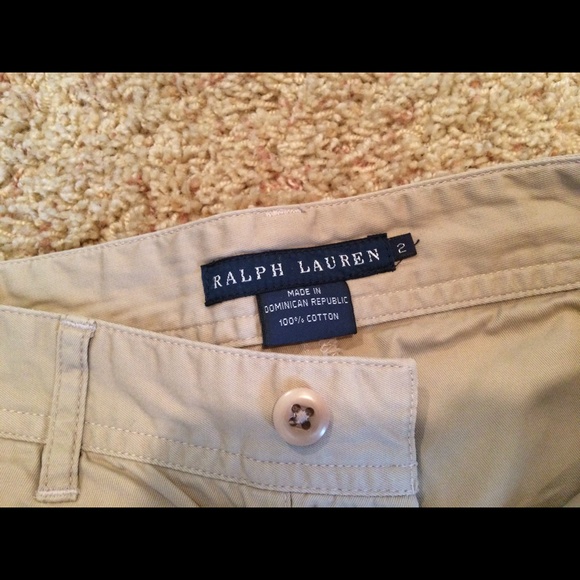 RALPH LAUREN
2
MADE IN
DOMINICAN REPUBLIC
100% COTTON